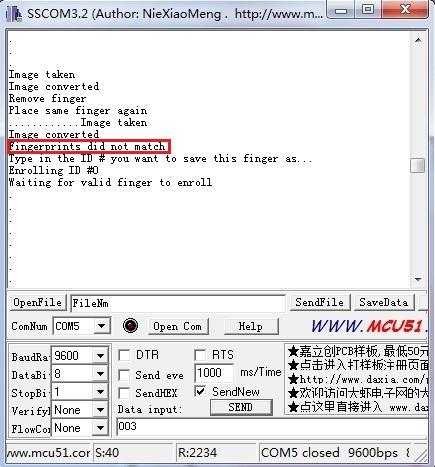 SSCOM3.2 (Author: NieXiaoMeng . http://www.m...
.
.
Image taken
Image converted
Remove finger
Place same finger again
............Image taken
Image converted
Fingerprints did not match
Type in the ID # you want to save this finger as...
Enrolling ID #0
Waiting for valid finger to enroll
.
.
.
.
.
OpenFile FileNm SendFile SaveData
ComNum COM5 Open Com Help WWW.MCU51.
BaudRa 9600 DTR RTS
DataBi 8 Send eve 1000 ms/Time
StopBi 1 SendHEX SendNew
Verify None Data input: SEND
FlowCon None 003
★嘉立创PCB样板,最低50元
★点击进入打样板注册页面
★http://www.daxia.com/
★欢迎访问大虾电子网的大
★点这里直接进入 www.d
www.mcu51.cor S:40 R:2234 COM5 closed 9600bps 8